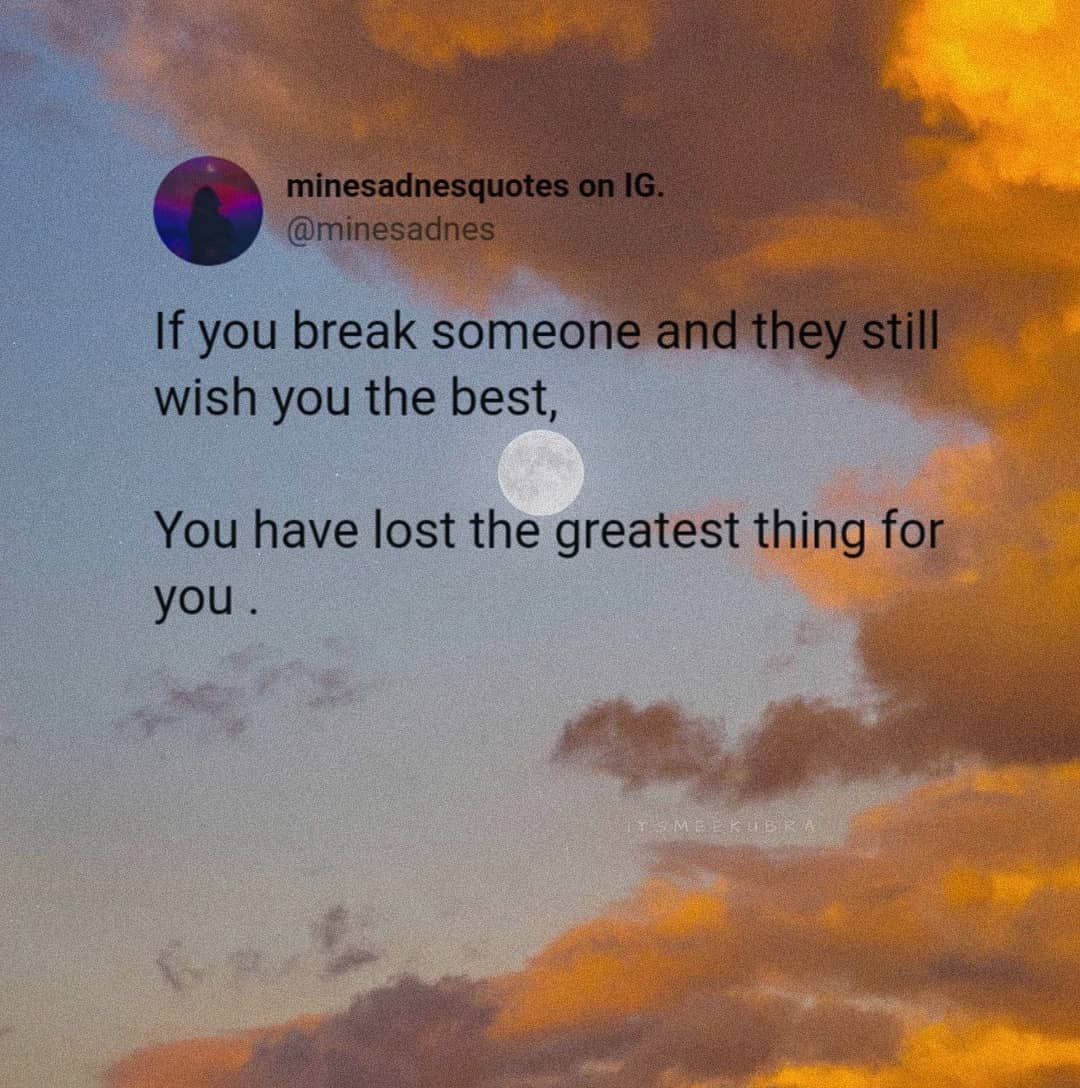 minesadnesquotes on IG.
@minesadnes
If you break someone and they still
wish you the best,
You have lost the greatest thing for
you .
ITSMEEKUBRA